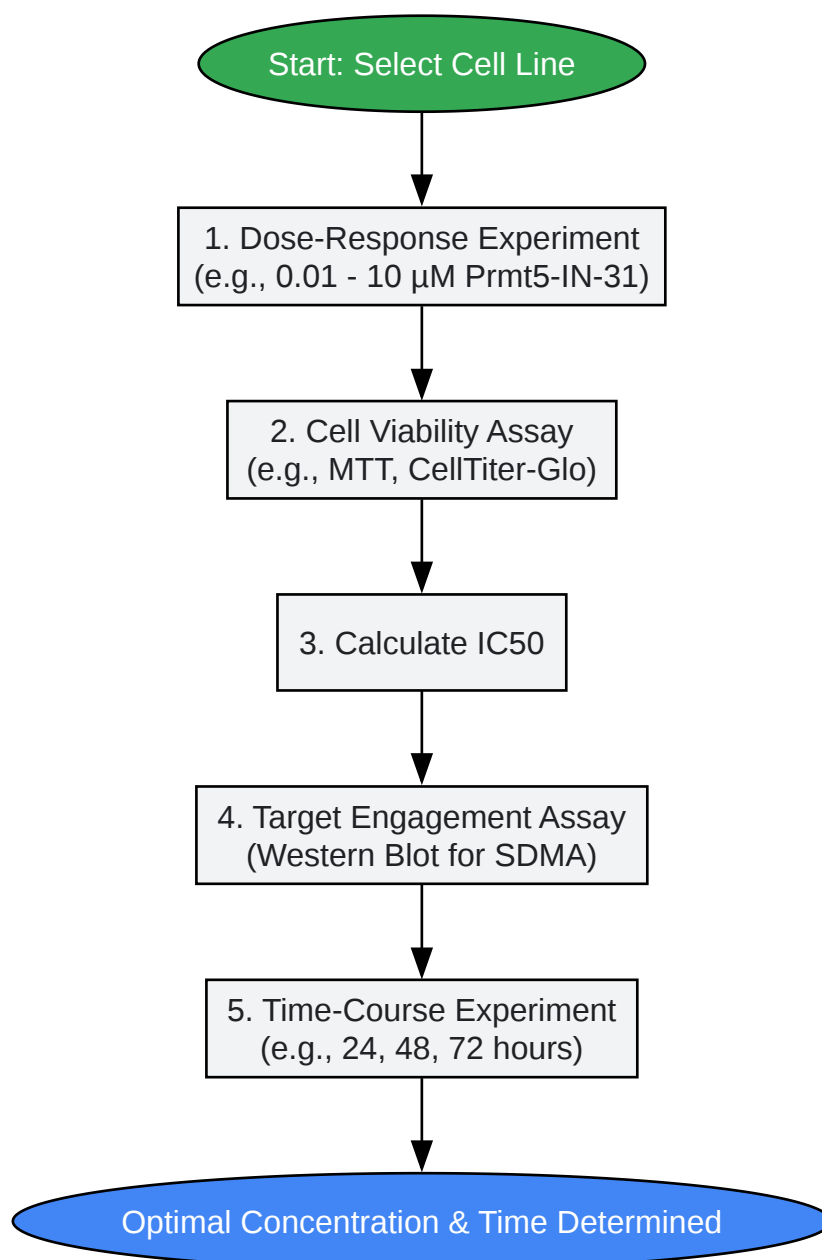 Start: Select Cell Line
1. Dose-Response Experiment
(e.g., 0.01 - 10 µM Prmt5-IN-31)
2. Cell Viability Assay
(e.g., MTT, CellTiter-Glo)
3. Calculate IC50
4. Target Engagement Assay
(Western Blot for SDMA)
5. Time-Course Experiment
(e.g., 24, 48, 72 hours)
Optimal Concentration & Time Determined